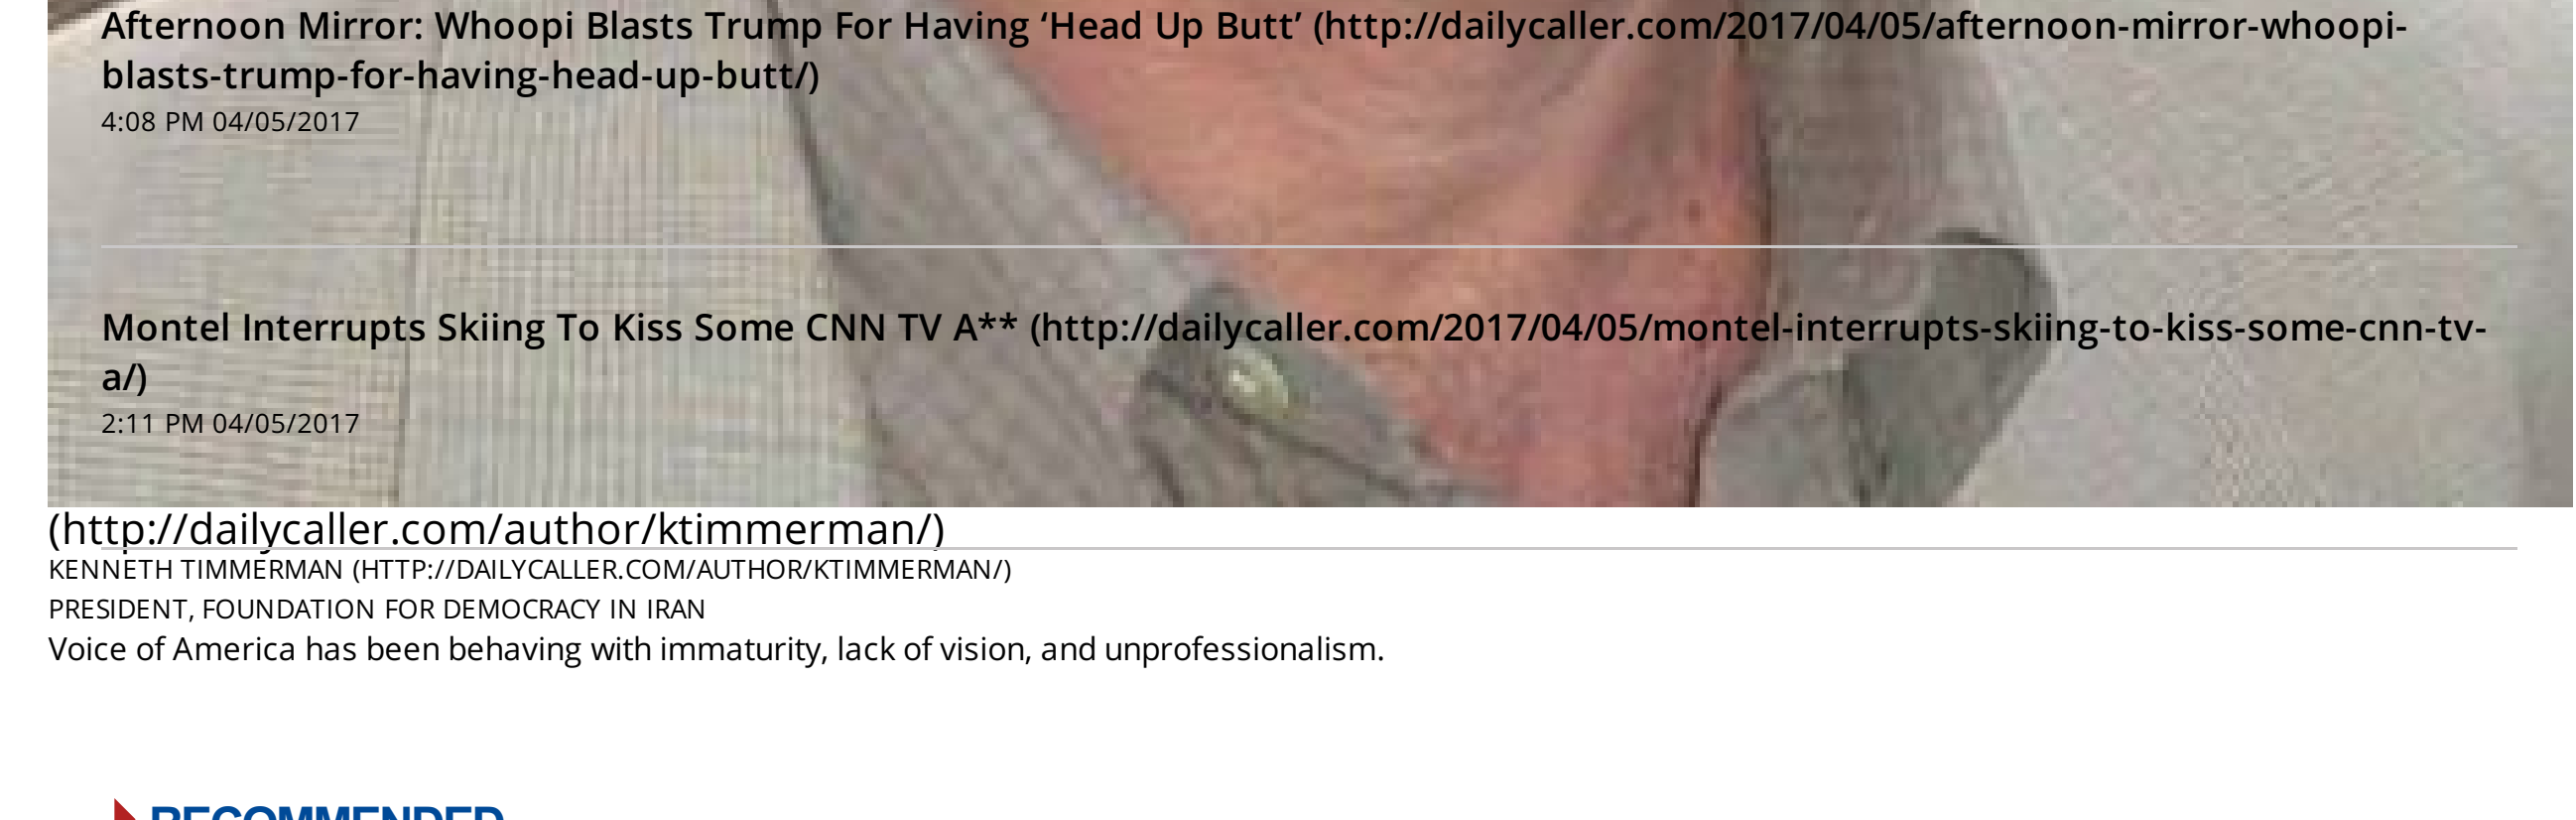 Afternoon Mirror: Whoopi Blasts Trump For Having ‘Head Up Butt’ (http://dailycaller.com/2017/04/05/afternoon-mirror-whoopi-
blasts-trump-for-having-head-up-butt/)
4:08 PM 04/05/2017
Montel Interrupts Skiing To Kiss Some CNN TV A** (http://dailycaller.com/2017/04/05/montel-interrupts-skiing-to-kiss-some-cnn-tv-
a/)
2:11 PM 04/05/2017
(http://dailycaller.com/author/ktimmerman/)
KENNETH TIMMERMAN (HTTP://DAILYCALLER.COM/AUTHOR/KTIMMERMAN/)
PRESIDENT, FOUNDATION FOR DEMOCRACY IN IRAN
Voice of America has been behaving with immaturity, lack of vision, and unprofessionalism.
RECOMMENDED